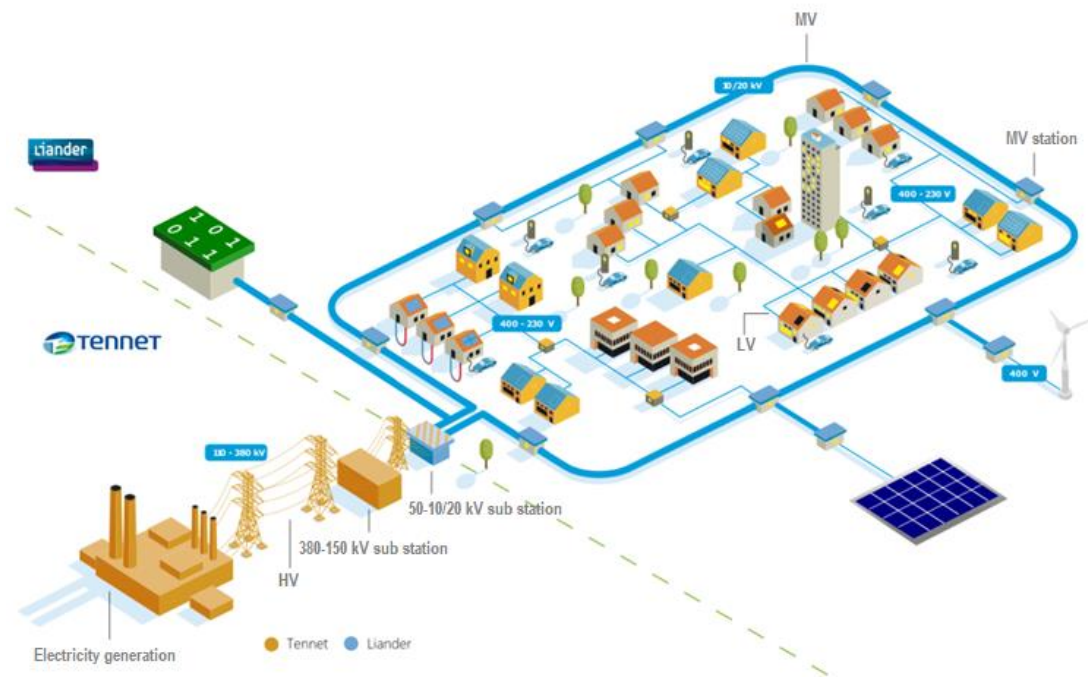 MV
10/20 kV
Liander
MV station
400 - 230 V
1 0 1
0 1 1
TENNET
400 - 230 V
LV
400 V
110 - 380 kV
50-10/20 kV sub station
380-150 kV sub station
HV
Electricity generation
Tennet
Liander